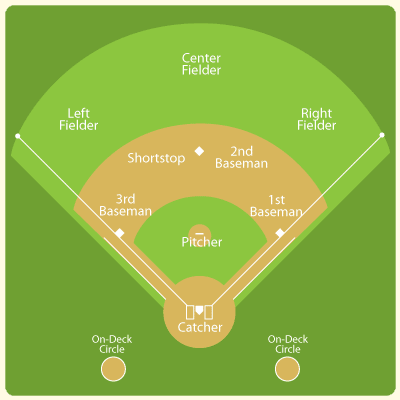 Center
Fielder
Left
Fielder
Right
Fielder
Shortstop
2nd
Baseman
3rd
Baseman
1st
Baseman
Pitcher
Catcher
On-Deck
Circle
On-Deck
Circle